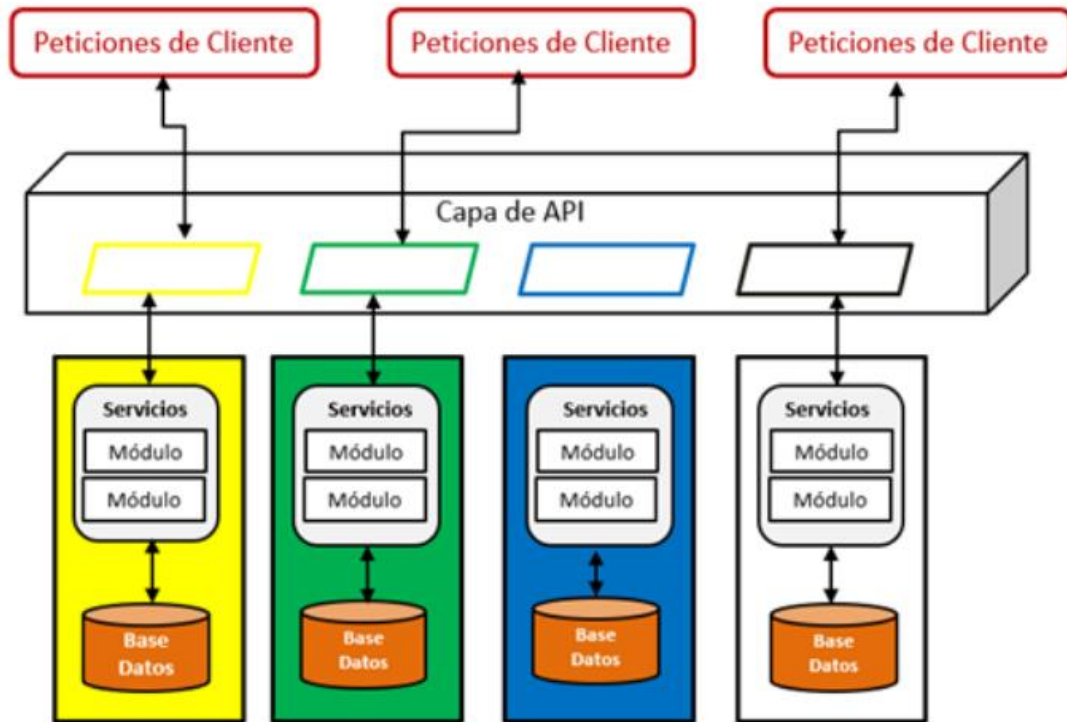 Peticiones de Cliente
Peticiones de Cliente
Peticiones de Cliente
Capa de API
Servicios
Módulo
Módulo
Base
Datos
Servicios
Módulo
Módulo
Base
Datos
Servicios
Módulo
Módulo
Base
Datos
Servicios
Módulo
Módulo
Base
Datos